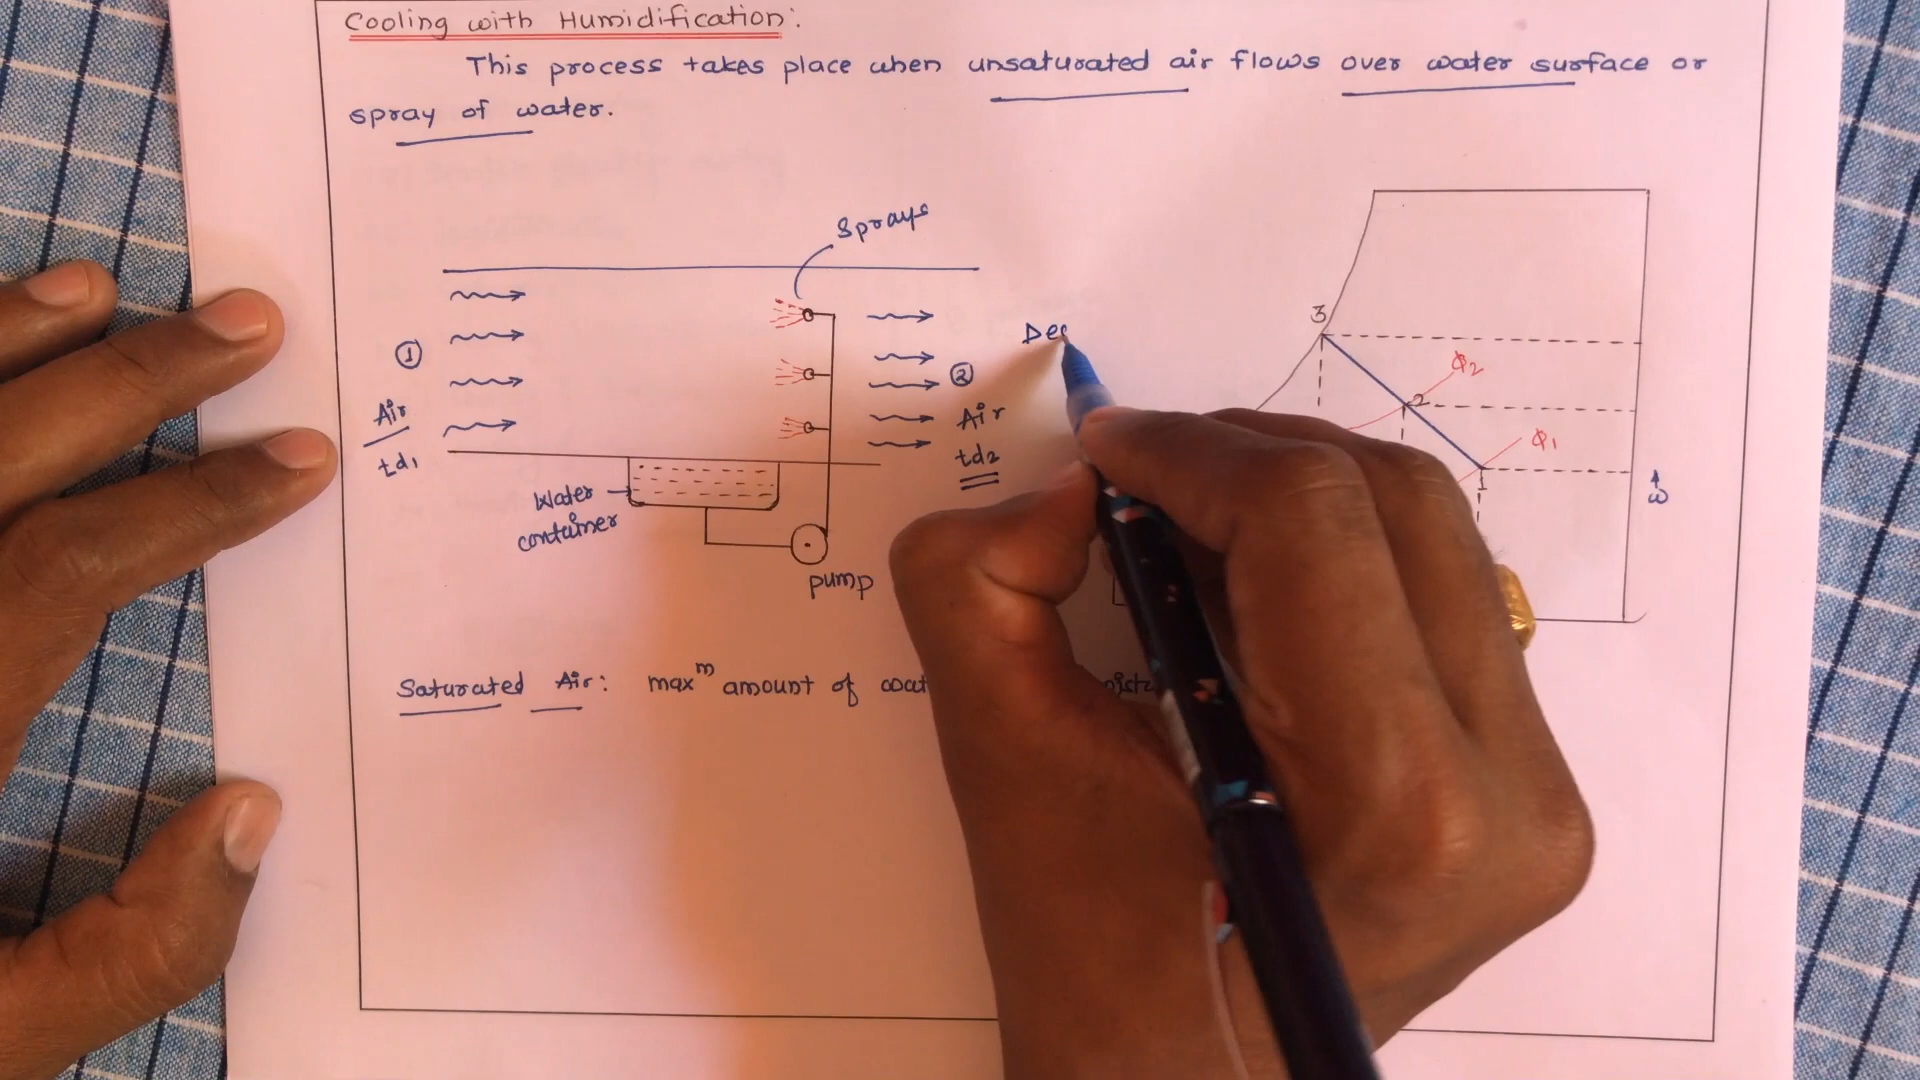 Cooling with Humidification:
This process takes place when unsaturated air flows over water surface or
spray of water.
Sprays
①
Air
td₁
②
Air
td₂
Dec
Water
container
pump
3
2
1
Φ₂
Φ₁
ω
Saturated Air: maxᵐ amount of